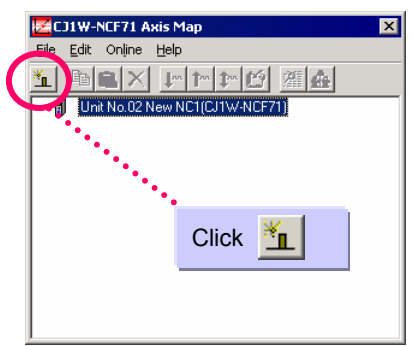 CJ1W-NCF71 Axis Map
File Edit Online Help
Unit No.02 New NC1(CJ1W-NCF71)
Click